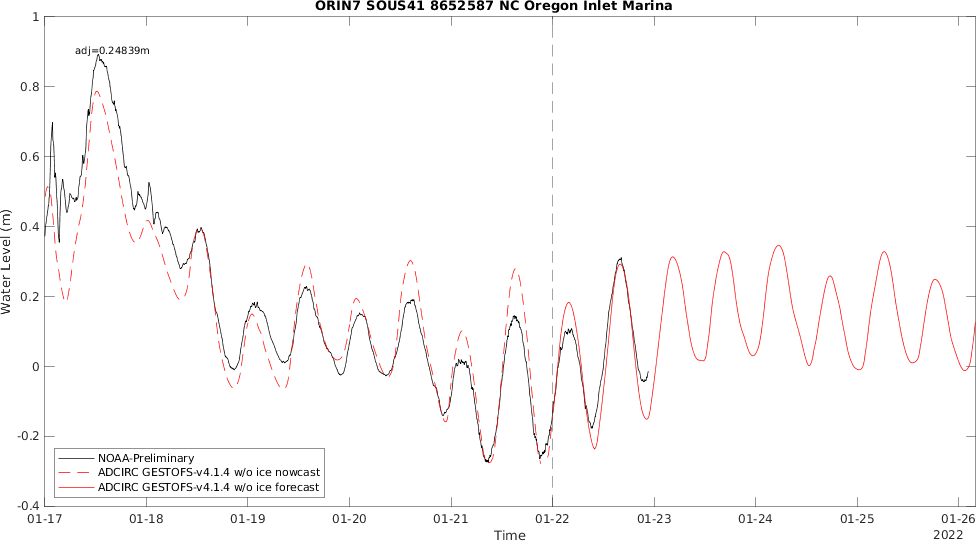 ORIN7 SOUS41 8652587 NC Oregon Inlet Marina
adj=0.24839m
1
0.8
0.6
0.4
0.2
0
-0.2
-0.4
Water Level (m)
NOAA-Preliminary
ADCIRC GESTOFS-v4.1.4 w/o ice nowcast
ADCIRC GESTOFS-v4.1.4 w/o ice forecast
01-17 01-18 01-19 01-20 01-21 01-22 01-23 01-24 01-25 01-26
Time
2022